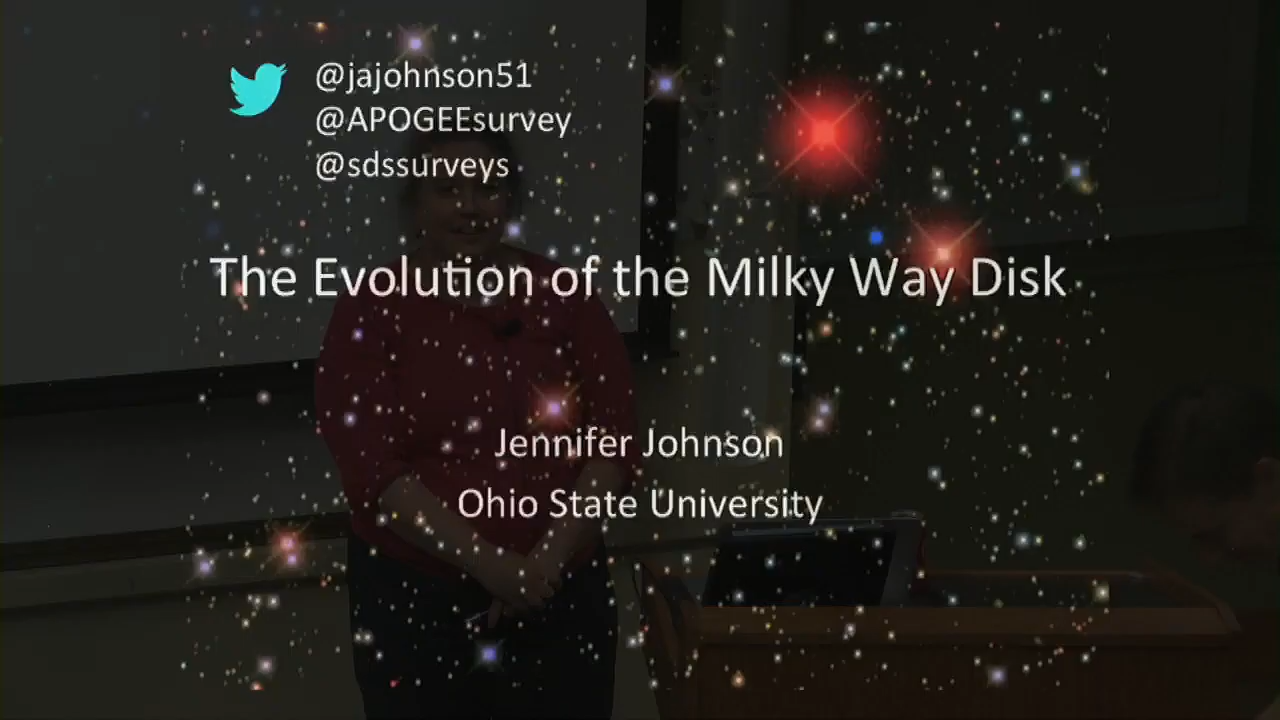 @jajohnson51
@APOGEEsurvey
@sdssurveys
The Evolution of the Milky Way Disk
Jennifer Johnson
Ohio State University